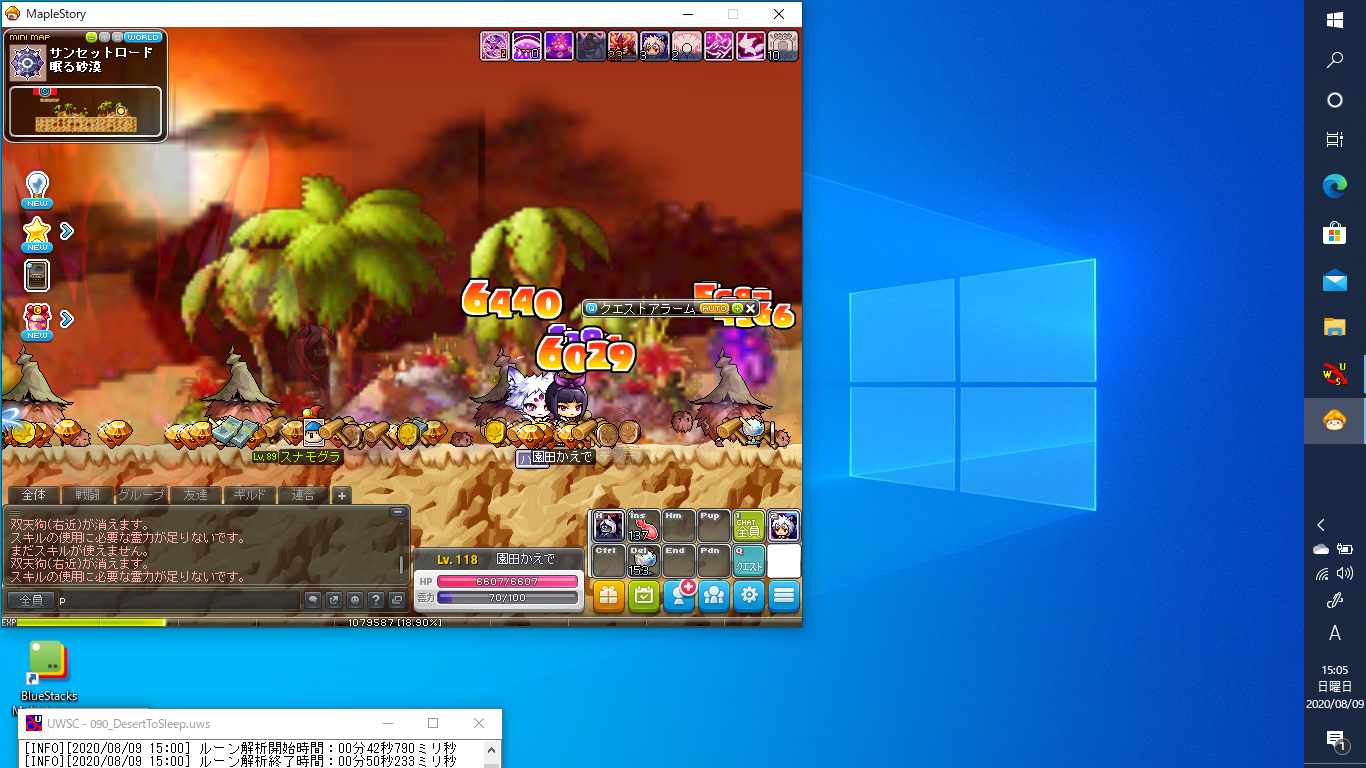 MapleStory
MINI MAP
WORLD
サンセットロード
眠る砂漠
23
3
2
10
NEW
NEW
NEW
6440
クエストアラーム
AUTO
6029
Lv.89 スナモグラ
園田かえで
全体
戦闘
グループ
友達
ギルド
連合
+
双天狗(右近)が消えます。
スキルの使用に必要な霊力が足りないです。
まだスキルが使えません。
双天狗(右近)が消えます。
スキルの使用に必要な霊力が足りないです。
全員
p
Lv. 118 園田かえで
HP 6607/6607
霊力 70/100
Ins
137
Hm
Pup
1
CHAT
全員
Ctrl
Del
153
End
Pdn
Q
クエスト
EXP
1079587 [18.90%]
BlueStacks
UWSC - 090_DesertToSleep.uws
[INFO][2020/08/09 15:00] ルーン解析開始時間：00分42秒790ミリ秒
[INFO][2020/08/09 15:00] ルーン解析終了時間：00分50秒233ミリ秒
A
15:05
日曜日
2020/08/09
1